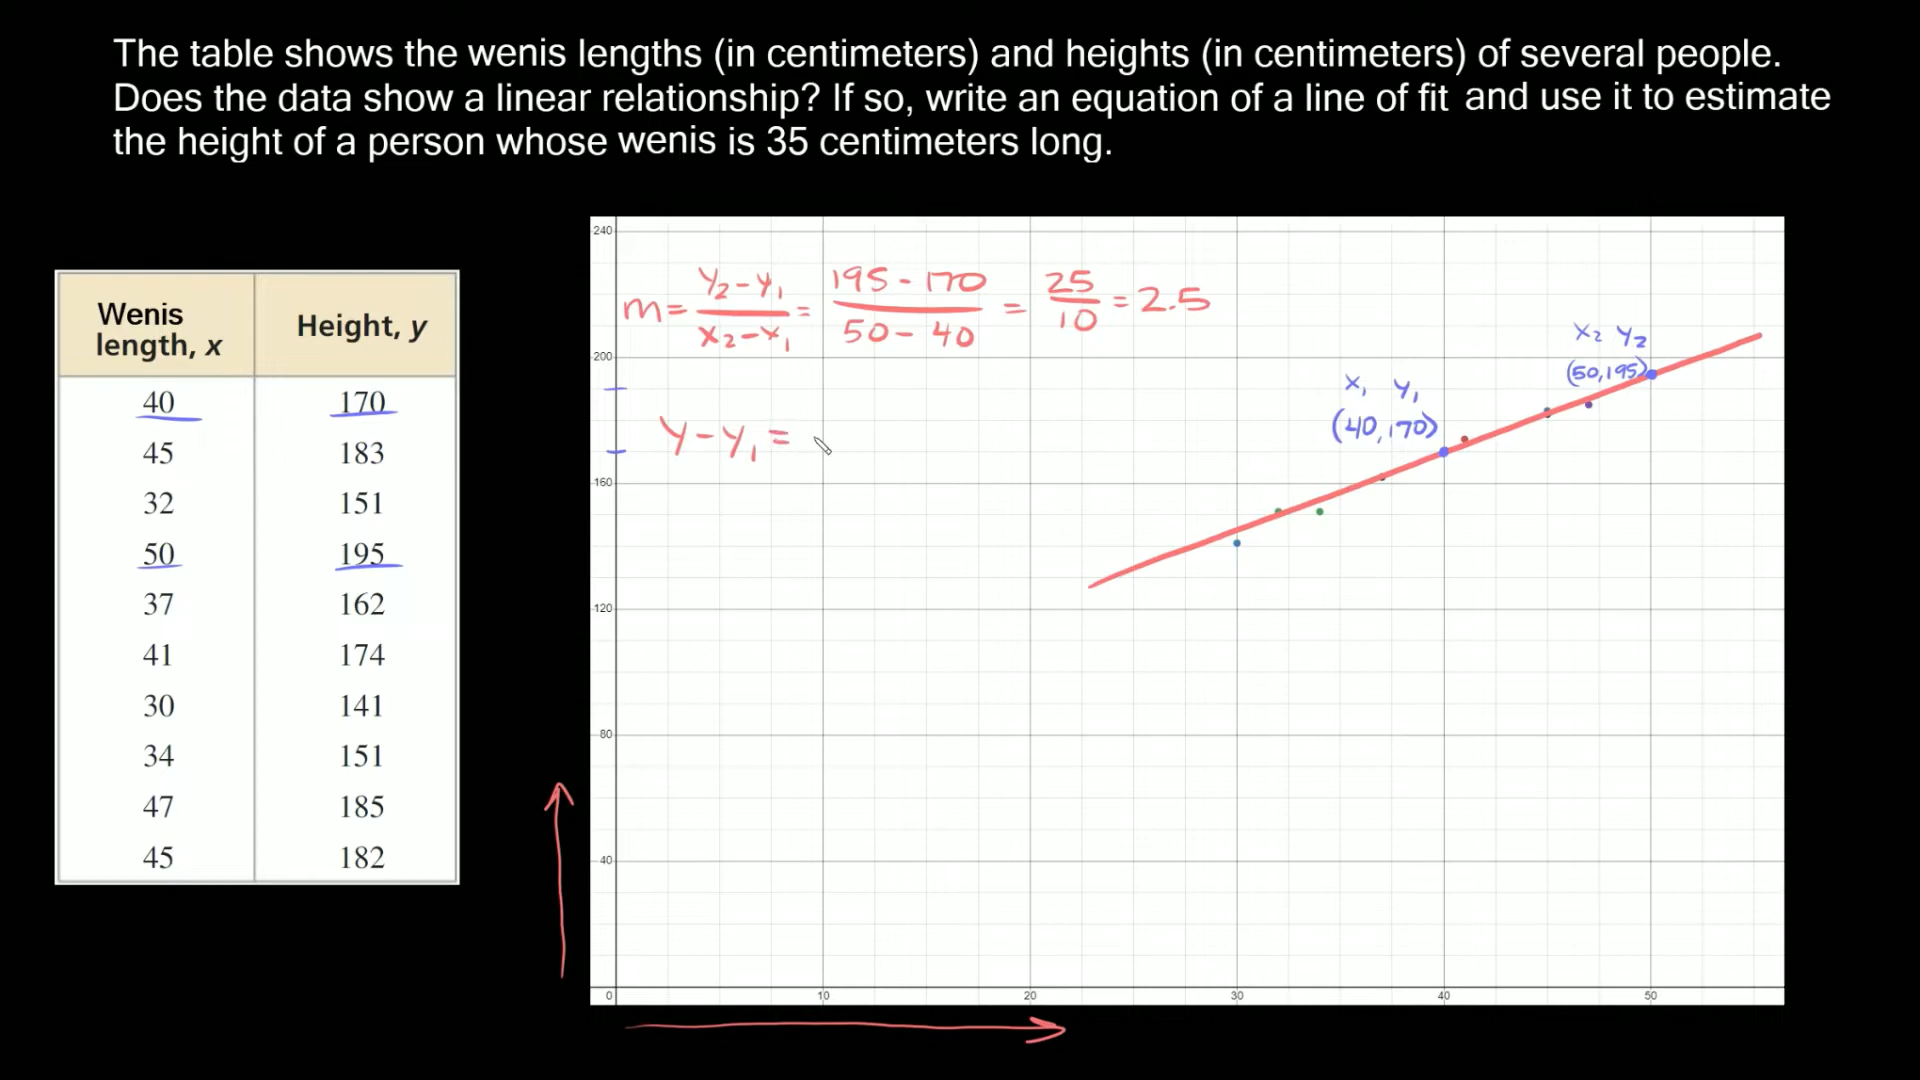 The table shows the wenis lengths (in centimeters) and heights (in centimeters) of several people.
Does the data show a linear relationship? If so, write an equation of a line of fit and use it to estimate
the height of a person whose wenis is 35 centimeters long.
Wenis
length, x
Height, y
40 170
45 183
32 151
50 195
37 162
41 174
30 141
34 151
47 185
45 182
240
200
160
120
80
40
0 10 20 30 40 50
m = y₂ - y₁ / x₂ - x₁ = 195 - 170 / 50 - 40 = 25 / 10 = 2.5
y - y₁ =
x₁ y₁
(40, 170)
x₂ y₂
(50, 195)